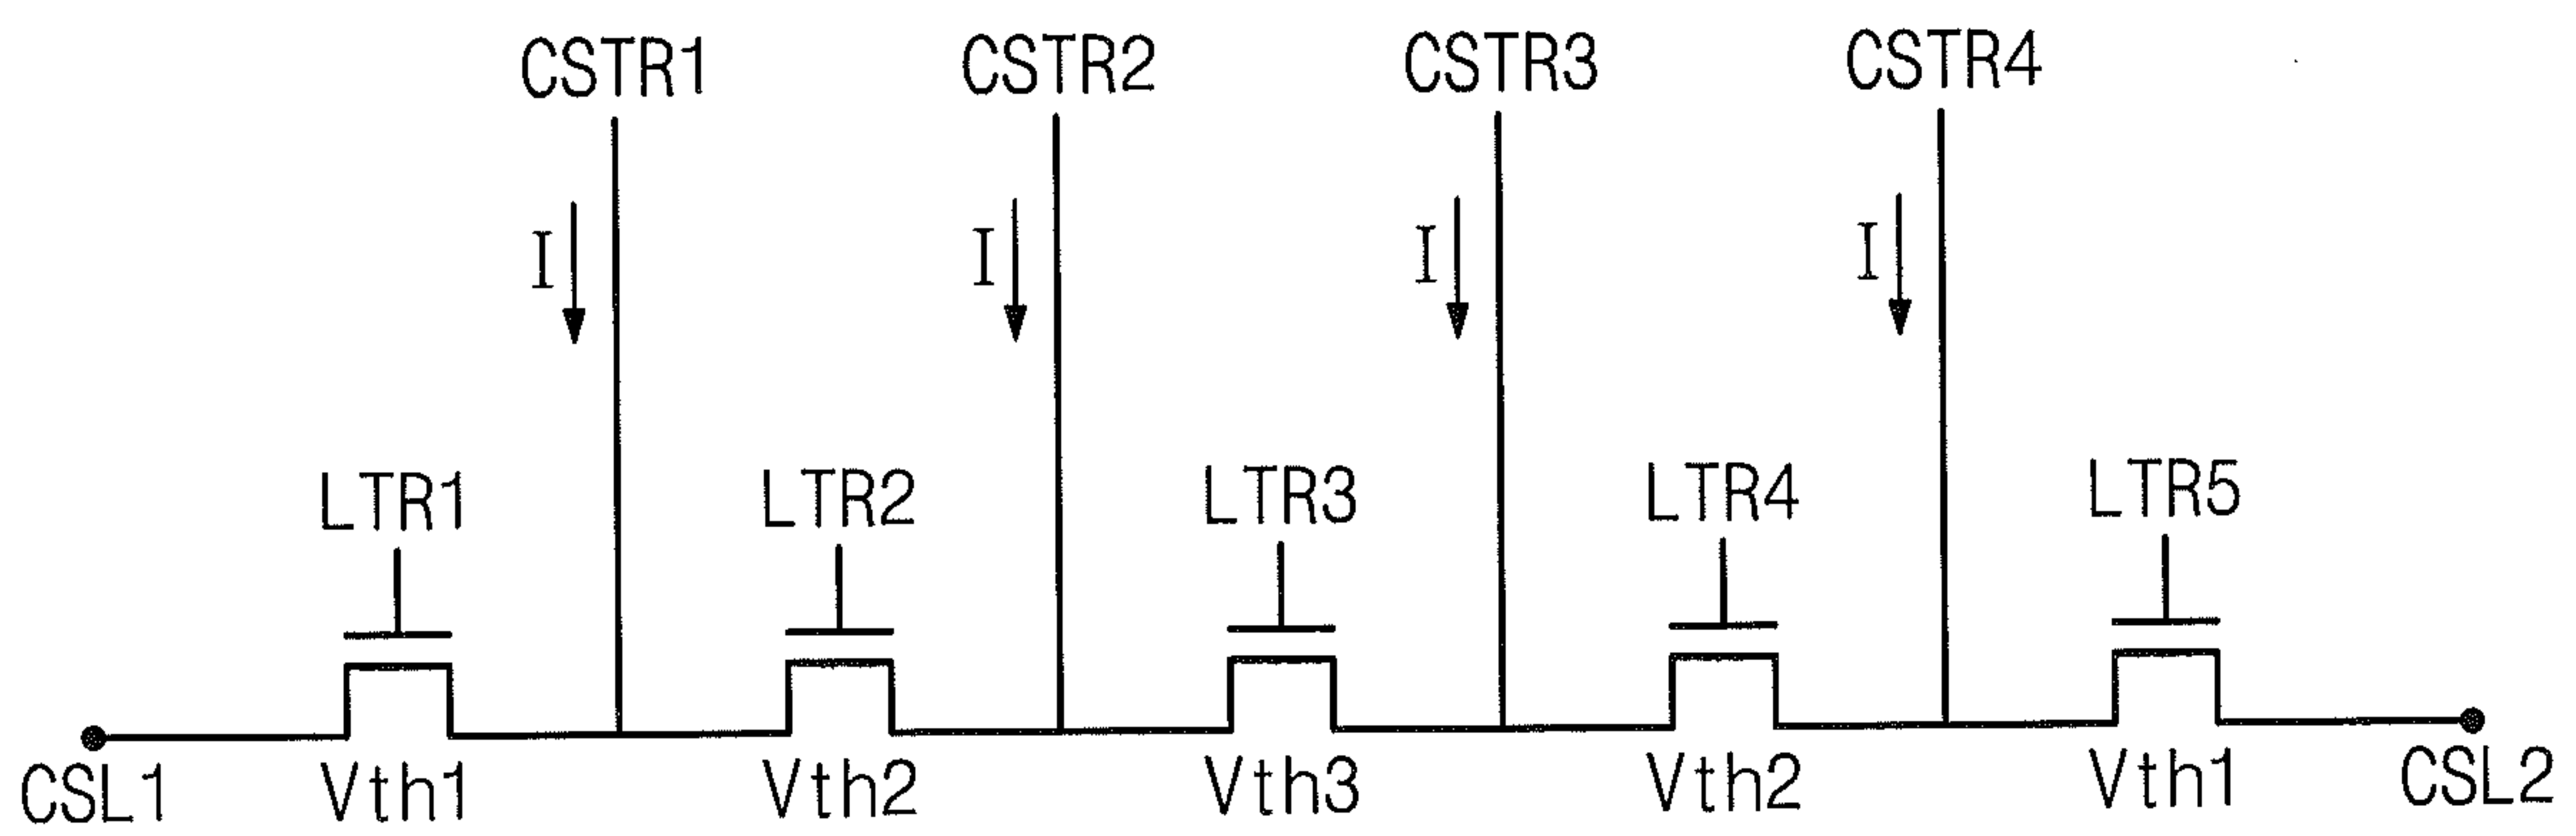 CSTR1 CSTR2 CSTR3 CSTR4
I I I I
LTR1 LTR2 LTR3 LTR4 LTR5
CSL1 Vth1 Vth2 Vth3 Vth2 Vth1 CSL2